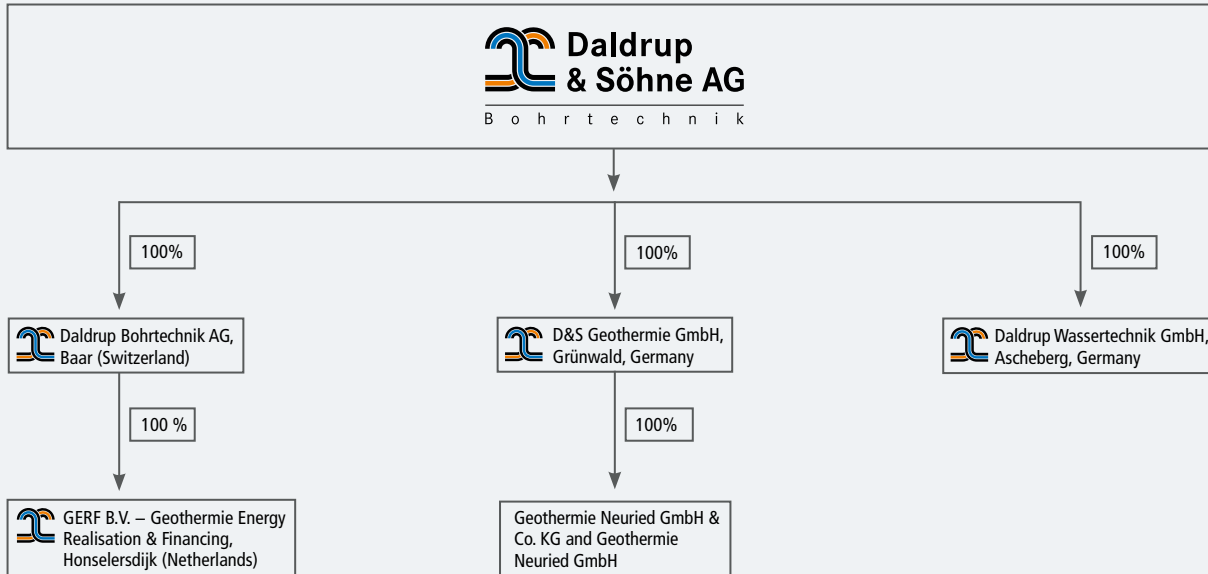 Daldrup
& Söhne AG
Bohrtechnik
100%
100%
100%
Daldrup Bohrtechnik AG,
Baar (Switzerland)
D&S Geothermie GmbH,
Grünwald, Germany
Daldrup Wassertechnik GmbH,
Ascheberg, Germany
100 %
100%
GERF B.V. – Geothermie Energy
Realisation & Financing,
Honselersdijk (Netherlands)
Geothermie Neuried GmbH &
Co. KG and Geothermie
Neuried GmbH